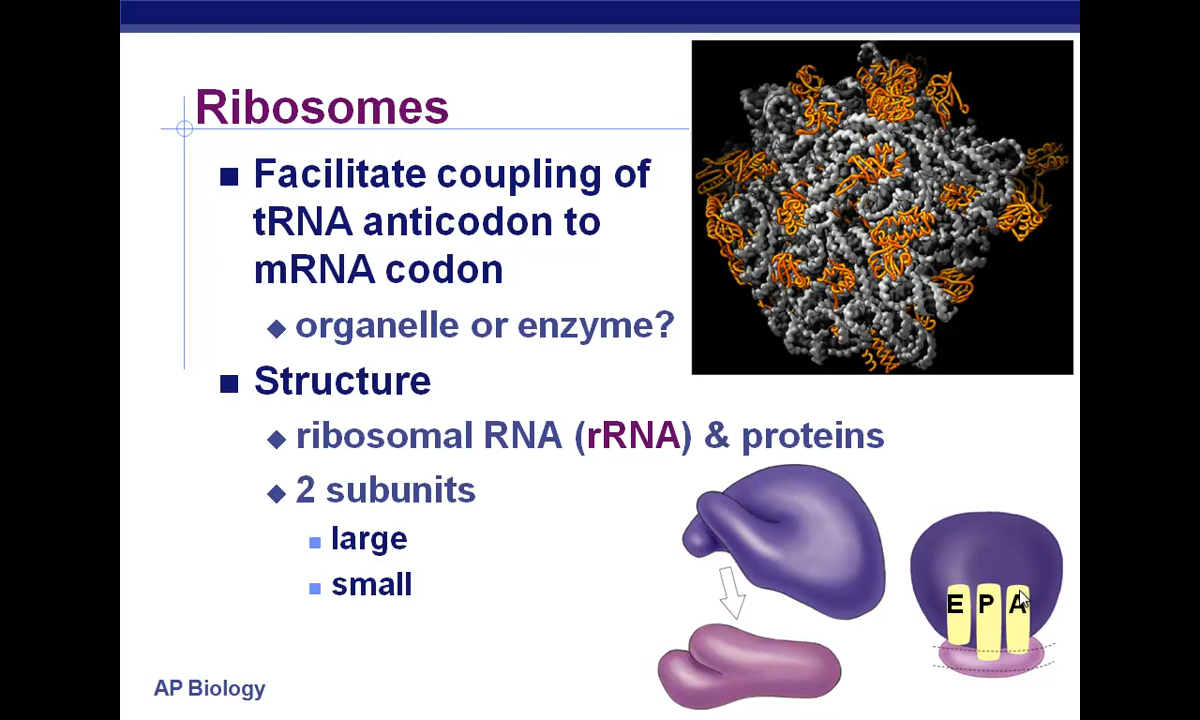 Ribosomes
Facilitate coupling of
tRNA anticodon to
mRNA codon
organelle or enzyme?
Structure
ribosomal RNA (rRNA) & proteins
2 subunits
large
small
E P A
AP Biology